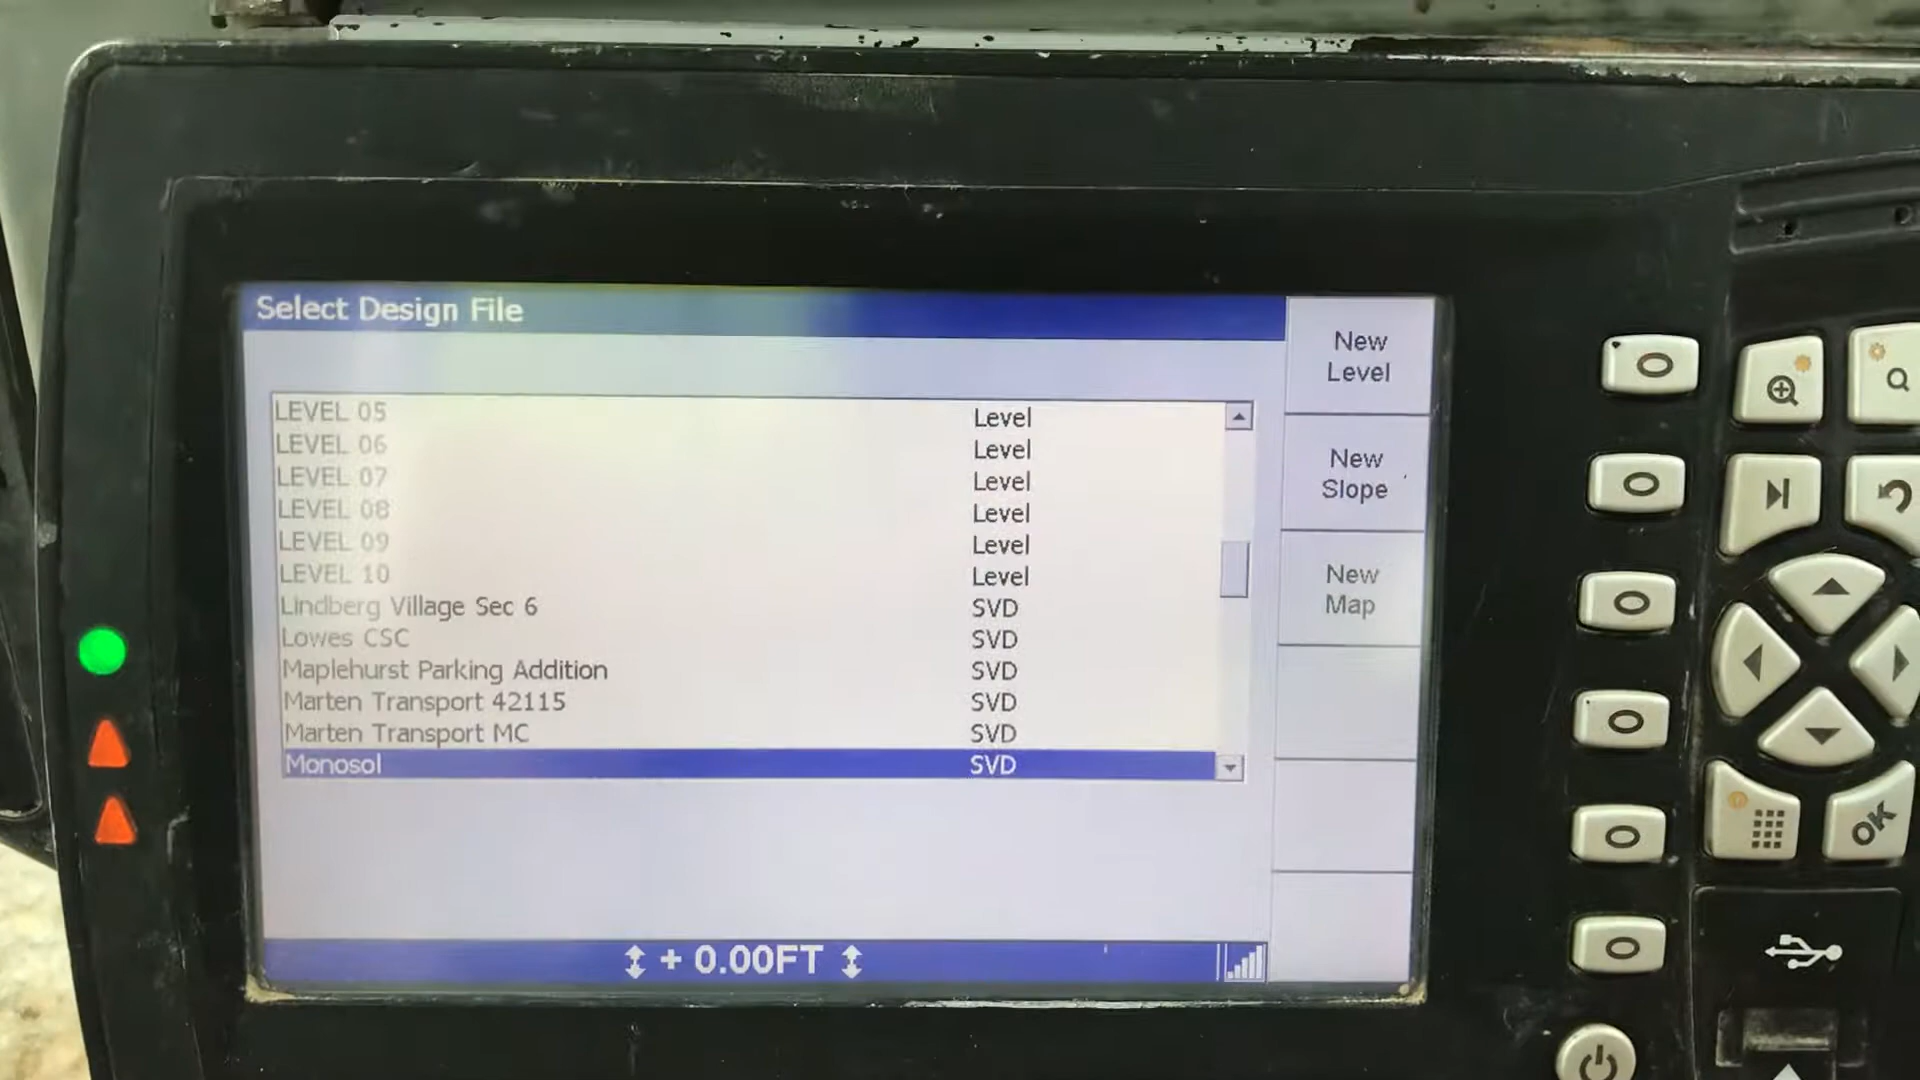 Select Design File
LEVEL 05 Level
LEVEL 06 Level
LEVEL 07 Level
LEVEL 08 Level
LEVEL 09 Level
LEVEL 10 Level
Lindberg Village Sec 6 SVD
Lowes CSC SVD
Maplehurst Parking Addition SVD
Marten Transport 42115 SVD
Marten Transport MC SVD
Monosol SVD
+ 0.00FT
New
Level
New
Slope
New
Map
OK